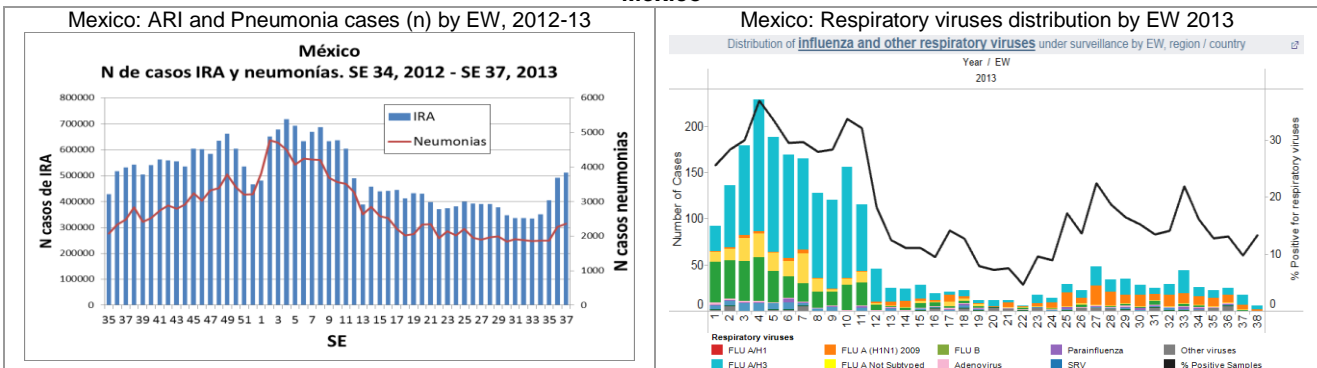 Mexico: ARI and Pneumonia cases (n) by EW, 2012-13
México
N de casos IRA y neumonías. SE 34, 2012 - SE 37, 2013
800000 6000
700000 5000
600000
500000 4000
400000 3000
300000 2000
200000
100000 1000
0 0
N casos de IRA
N casos neumonias
IRA
Neumonias
35 37 39 41 43 45 47 49 51 1 3 5 7 9 11 13 15 17 19 21 23 25 27 29 31 33 35 37
SE
Mexico: Respiratory viruses distribution by EW 2013
Distribution of influenza and other respiratory viruses under surveillance by EW, region / country
Year / EW
2013
200
150
100
50
0
Number of Cases
30
20
10
0
% Positive for respiratory viruses
1 2 3 4 5 6 7 8 9 10 11 12 13 14 15 16 17 18 19 20 21 22 23 24 25 26 27 28 29 30 31 32 33 34 35 36 37 38
Respiratory viruses
FLU A/H1 FLU A (H1N1) 2009 FLU B Parainfluenza Other viruses
FLU A/H3 FLU A Not Subtyped Adenovirus SRV % Positive Samples